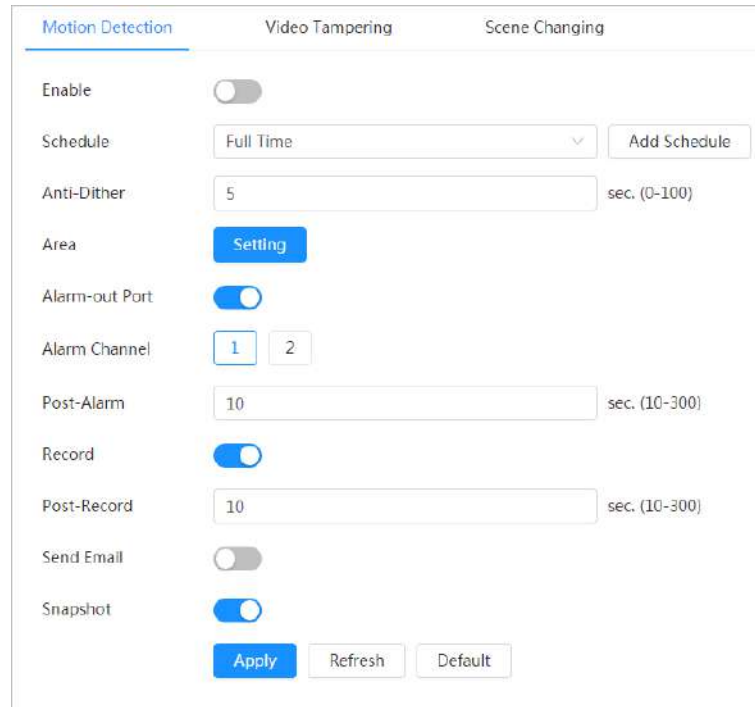 Motion Detection Video Tampering Scene Changing
Enable
Schedule Full Time Add Schedule
Anti-Dither 5 sec. (0-100)
Area Setting
Alarm-out Port
Alarm Channel 1 2
Post-Alarm 10 sec. (10-300)
Record
Post-Record 10 sec. (10-300)
Send Email
Snapshot
Apply Refresh Default